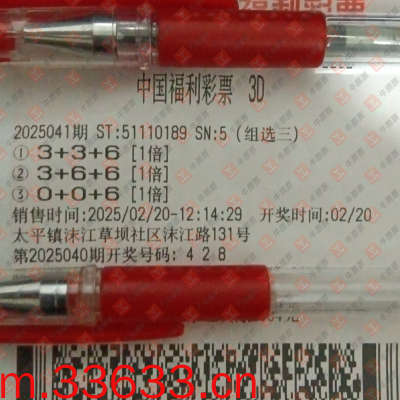 中国福利彩票 3D
2025041期 ST:51110189 SN:5 (组选三)
① 3+3+6 [1倍]
② 3+6+6 [1倍]
③ 0+0+6 [1倍]
销售时间:2025/02/20-12:14:29 开奖时间:02/20
太平镇沫江草坝社区沫江路131号
第2025040期开奖号码: 4 2 8
m.33633.cn